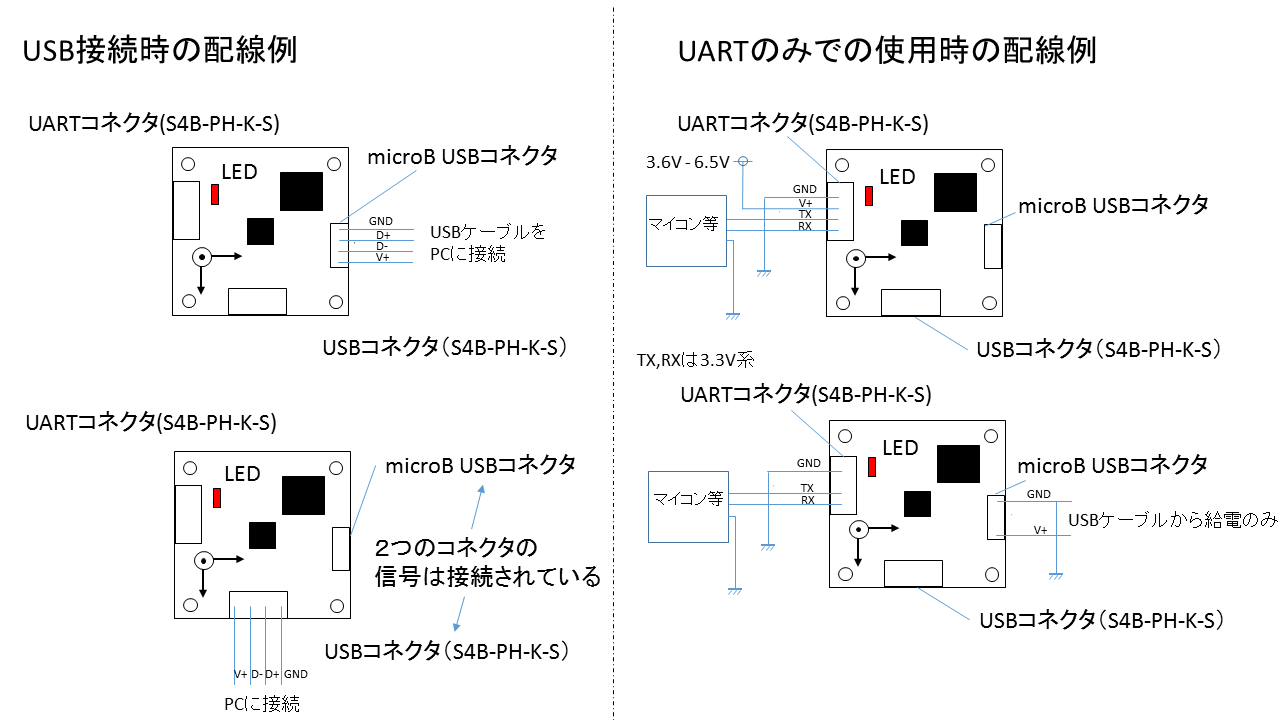 USB接続時の配線例
UARTコネクタ(S4B-PH-K-S)
LED
microB USBコネクタ
GND
D+
D-
V+
USBケーブルを
PCに接続
USBコネクタ(S4B-PH-K-S)
UARTコネクタ(S4B-PH-K-S)
LED
microB USBコネクタ
2つのコネクタの
信号は接続されている
USBコネクタ(S4B-PH-K-S)
V+ D- D+ GND
PCに接続
UARTのみでの使用時の配線例
UARTコネクタ(S4B-PH-K-S)
3.6V - 6.5V
LED
GND
V+
TX
RX
マイコン等
microB USBコネクタ
USBコネクタ(S4B-PH-K-S)
TX,RXは3.3V系
UARTコネクタ(S4B-PH-K-S)
LED
GND
TX
RX
マイコン等
microB USBコネクタ
GND
USBケーブルから給電のみ
V+
USBコネクタ(S4B-PH-K-S)